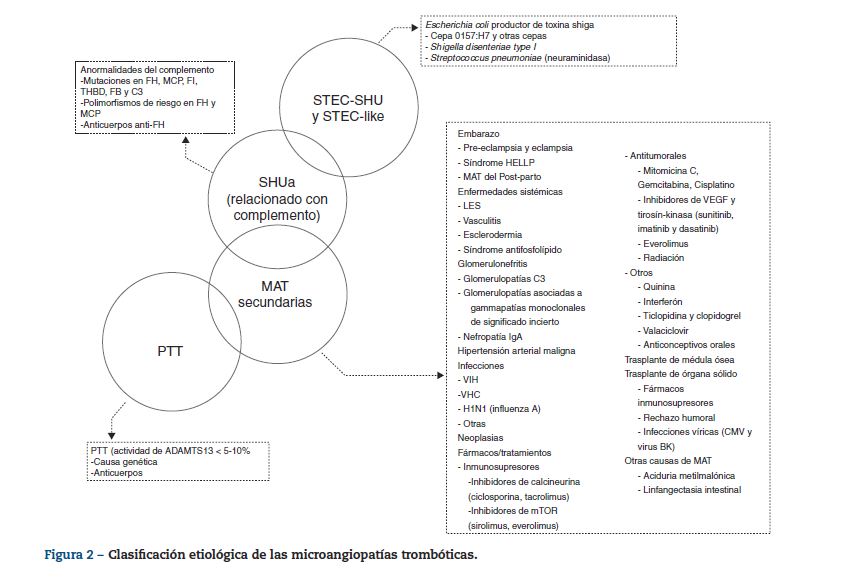 Escherichia coli productor de toxina shiga
- Cepa 0157:H7 y otras cepas
- Shigella disenteriae type I
- Streptococcus pneumoniae (neuraminidasa)
Anormalidades del complemento
-Mutaciones en FH, MCP, FI,
THBD, FB y C3
-Polimorfismos de riesgo en FH y
MCP
-Anticuerpos anti-FH
STEC-SHU
y STEC-like
SHUa
(relacionado con
complemento)
MAT
secundarias
PTT
PTT (actividad de ADAMTS13 < 5-10%
-Causa genética
-Anticuerpos
Embarazo
- Pre-eclampsia y eclampsia
- Síndrome HELLP
- MAT del Post-parto
Enfermedades sistémicas
- LES
- Vasculitis
- Esclerodermia
- Síndrome antifosfolípido
Glomerulonefritis
- Glomerulopatías C3
- Glomerulopatías asociadas a
gammapatías monoclonales
de significado incierto
- Nefropatía IgA
Hipertensión arterial maligna
Infecciones
- VIH
-VHC
- H1N1 (influenza A)
- Otras
Neoplasias
Fármacos/tratamientos
- Inmunosupresores
-Inhibidores de calcineurina
(ciclosporina, tacrolimus)
-Inhibidores de mTOR
(sirolimus, everolimus)
- Antitumorales
- Mitomicina C,
Gemcitabina, Cisplatino
- Inhibidores de VEGF y
tirosín-kinasa (sunitinib,
imatinib y dasatinib)
- Everolimus
- Radiación
- Otros
- Quinina
- Interferón
- Ticlopidina y clopidogrel
- Valaciclovir
- Anticonceptivos orales
Trasplante de médula ósea
Trasplante de órgana sólido
- Fármacos
inmunosupresores
- Rechazo humoral
- Infecciones víricas (CMV y
virus BK)
Otras causas de MAT
- Aciduria metilmalónica
- Linfangectasia intestinal
Figura 2 – Clasificación etiológica de las microangiopatías trombóticas.